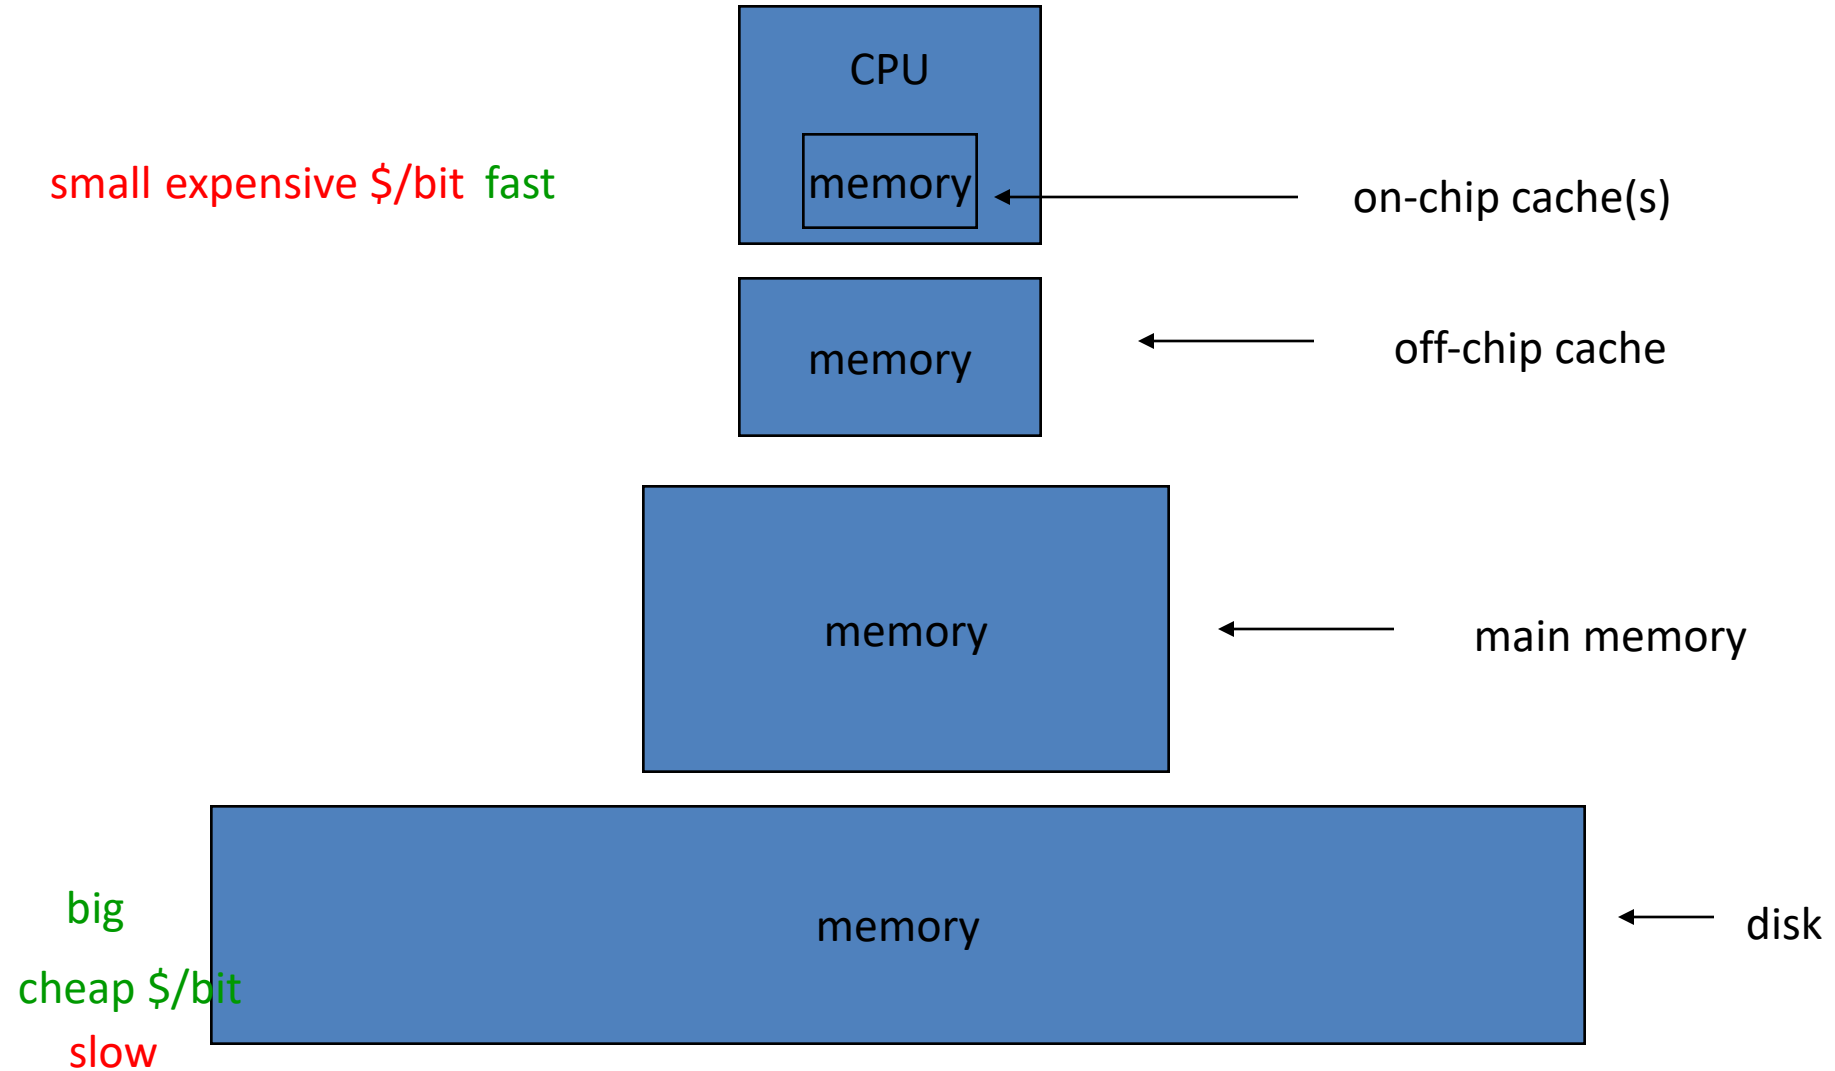 CPU
small expensive $/bit fast
memory
on-chip cache(s)
memory
off-chip cache
memory
main memory
big
memory
disk
cheap $/bit
slow